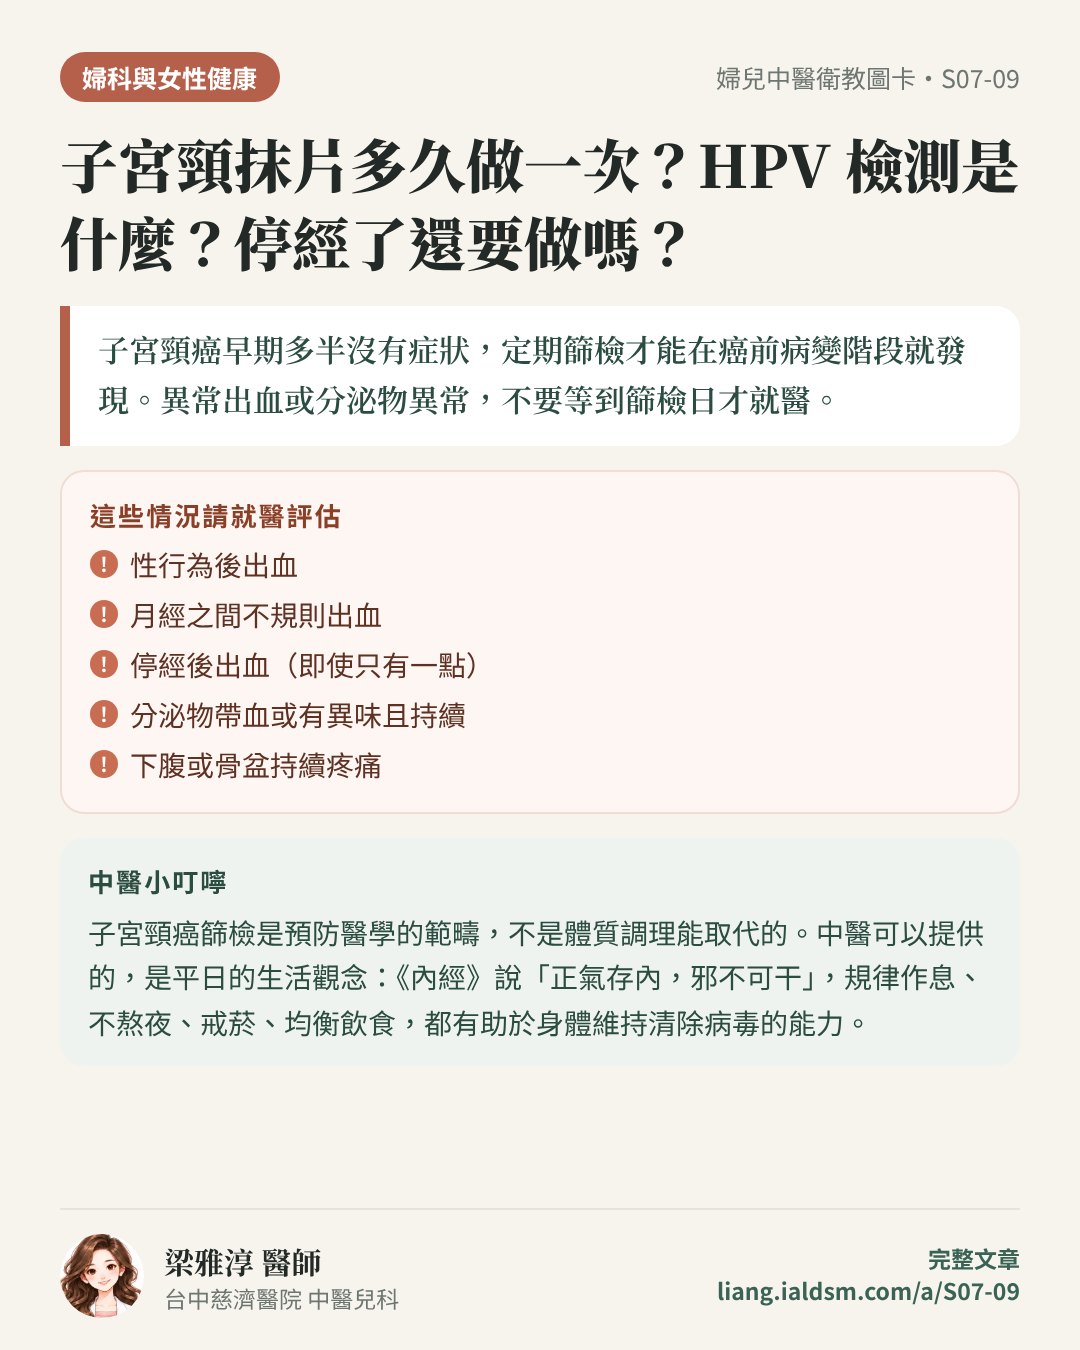 婦科與女性健康
婦兒中醫衛教圖卡・S07-09
子宮頸抹片多久做一次？HPV 檢測是
什麼？停經了還要做嗎？
子宮頸癌早期多半沒有症狀，定期篩檢才能在癌前病變階段就發
現。異常出血或分泌物異常，不要等到篩檢日才就醫。
這些情況請就醫評估
! 性行為後出血
! 月經之間不規則出血
! 停經後出血（即使只有一點）
! 分泌物帶血或有異味且持續
! 下腹或骨盆持續疼痛
中醫小叮嚀
子宮頸癌篩檢是預防醫學的範疇，不是體質調理能取代的。中醫可以提供
的，是平日的生活觀念：《內經》說「正氣存內，邪不可干」，規律作息、
不熬夜、戒菸、均衡飲食，都有助於身體維持清除病毒的能力。
梁雅淳 醫師
台中慈濟醫院 中醫兒科
完整文章
liang.ialdsm.com/a/S07-09